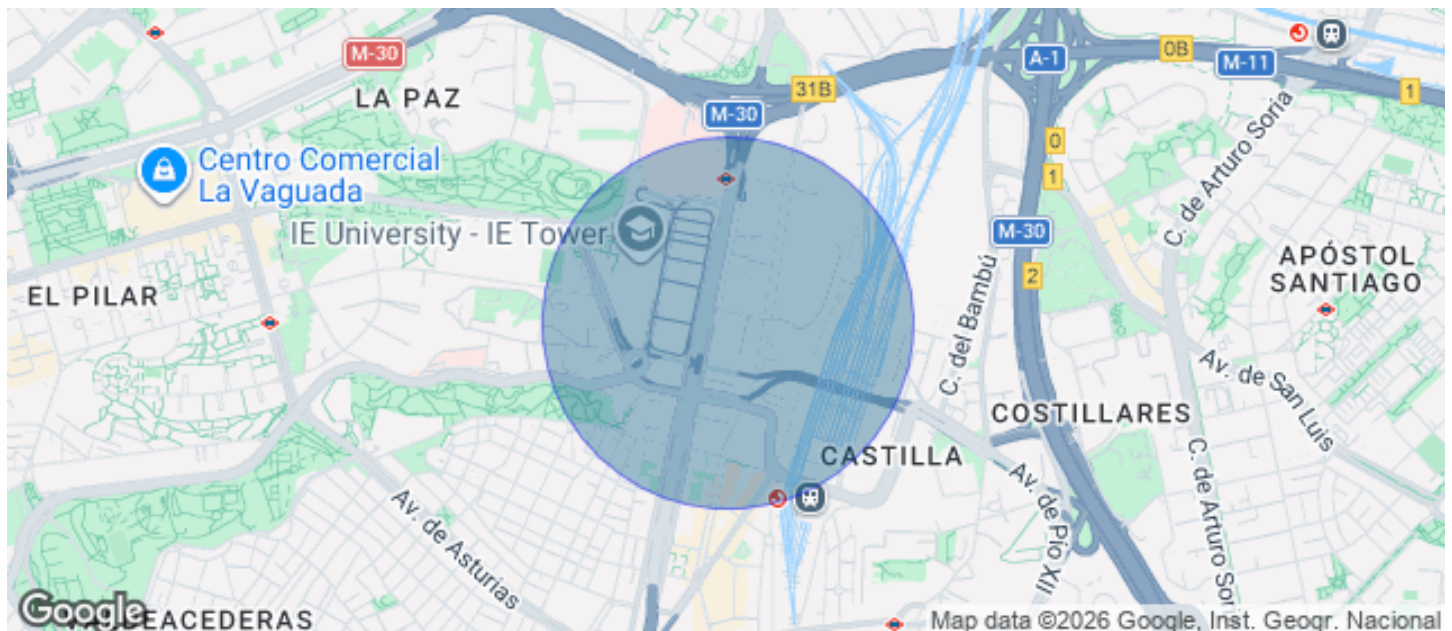 M-30
LA PAZ
31B
M-30
A-1
0B
M-11
1
Centro Comercial
La Vaguada
IE University - IE Tower
0
1
C. de Arturo Soria
M-30
2
EL PILAR
APÓSTOL
SANTIAGO
C. del Bambú
Av. de San Luis
COSTILLARES
CASTILLA
Av. de Asturias
Av. de Pío XII
C. de Arturo Sor
Google
VALDEACEDERAS
Map data ©2026 Google, Inst. Geogr. Nacional